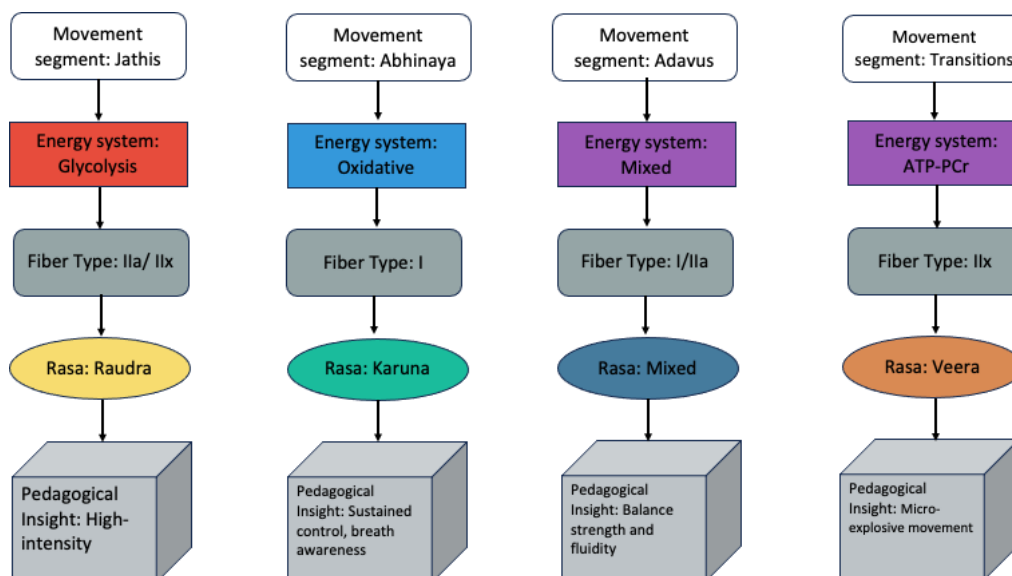 Movement
segment: Jathis
Movement
segment: Abhinaya
Movement
segment: Adavus
Movement
segment: Transitions
Energy system:
Glycolysis
Energy system:
Oxidative
Energy system:
Mixed
Energy system:
ATP-PCr
Fiber Type: IIa/ IIx
Fiber Type: I
Fiber Type: I/IIa
Fiber Type: IIx
Rasa: Raudra
Rasa: Karuna
Rasa: Mixed
Rasa: Veera
Pedagogical
Insight: High-
intensity
Pedagogical
Insight: Sustained
control, breath
awareness
Pedagogical
Insight: Balance
strength and
fluidity
Pedagogical
Insight: Micro-
explosive movement